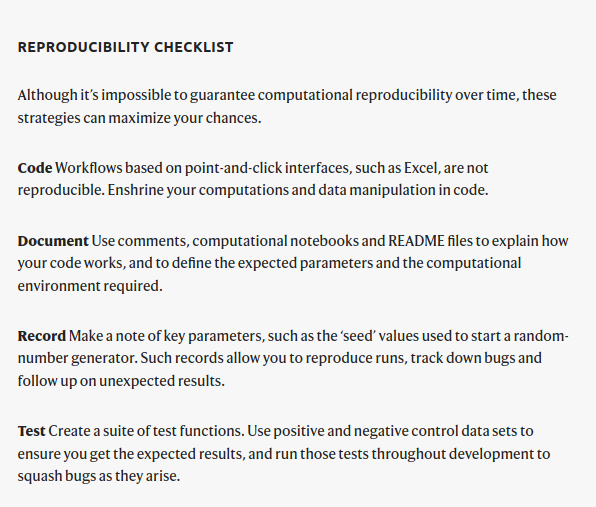 REPRODUCIBILITY CHECKLIST
Although it’s impossible to guarantee computational reproducibility over time, these
strategies can maximize your chances.
Code Workflows based on point-and-click interfaces, such as Excel, are not
reproducible. Enshrine your computations and data manipulation in code.
Document Use comments, computational notebooks and README files to explain how
your code works, and to define the expected parameters and the computational
environment required.
Record Make a note of key parameters, such as the ‘seed’ values used to start a random-
number generator. Such records allow you to reproduce runs, track down bugs and
follow up on unexpected results.
Test Create a suite of test functions. Use positive and negative control data sets to
ensure you get the expected results, and run those tests throughout development to
squash bugs as they arise.